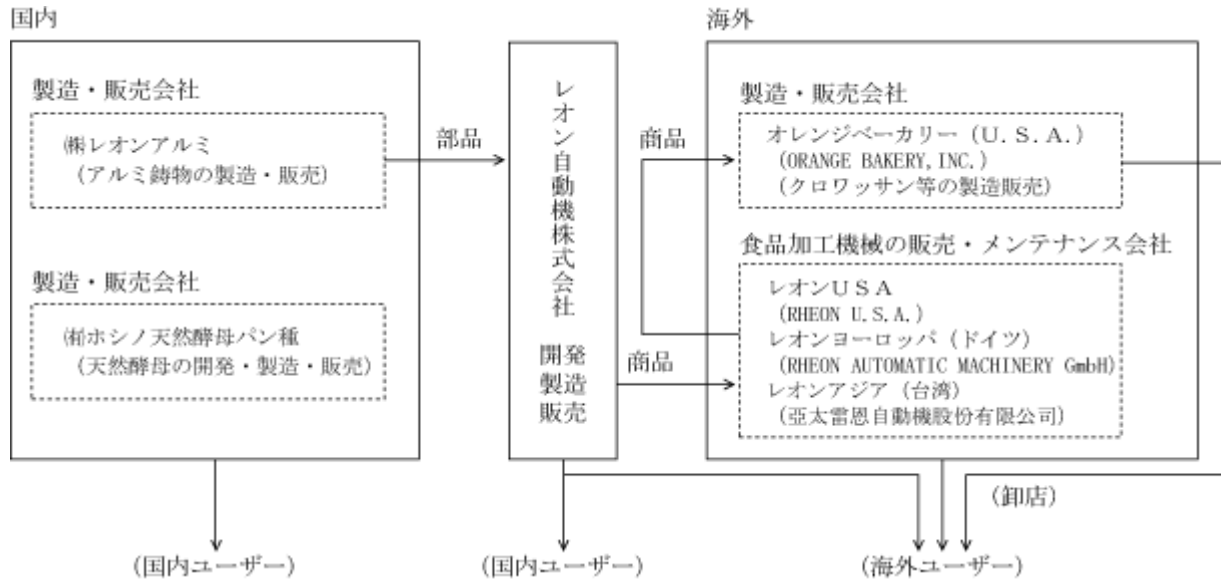 国内
製造・販売会社
㈱レオンアルミ
(アルミ鋳物の製造・販売)
製造・販売会社
㈲ホシノ天然酵母パン種
(天然酵母の開発・製造・販売)
(国内ユーザー)
部品
レオン自動機株式会社
開発
製造
販売
(国内ユーザー)
商品
商品
海外
製造・販売会社
オレンジベーカリー(U.S.A.)
(ORANGE BAKERY,INC.)
(クロワッサン等の製造販売)
食品加工機械の販売・メンテナンス会社
レオンUSA
(RHEON U.S.A.)
レオンヨーロッパ(ドイツ)
(RHEON AUTOMATIC MACHINERY GmbH)
レオンアジア(台湾)
(亞太雷恩自動機股份有限公司)
(卸店)
(海外ユーザー)